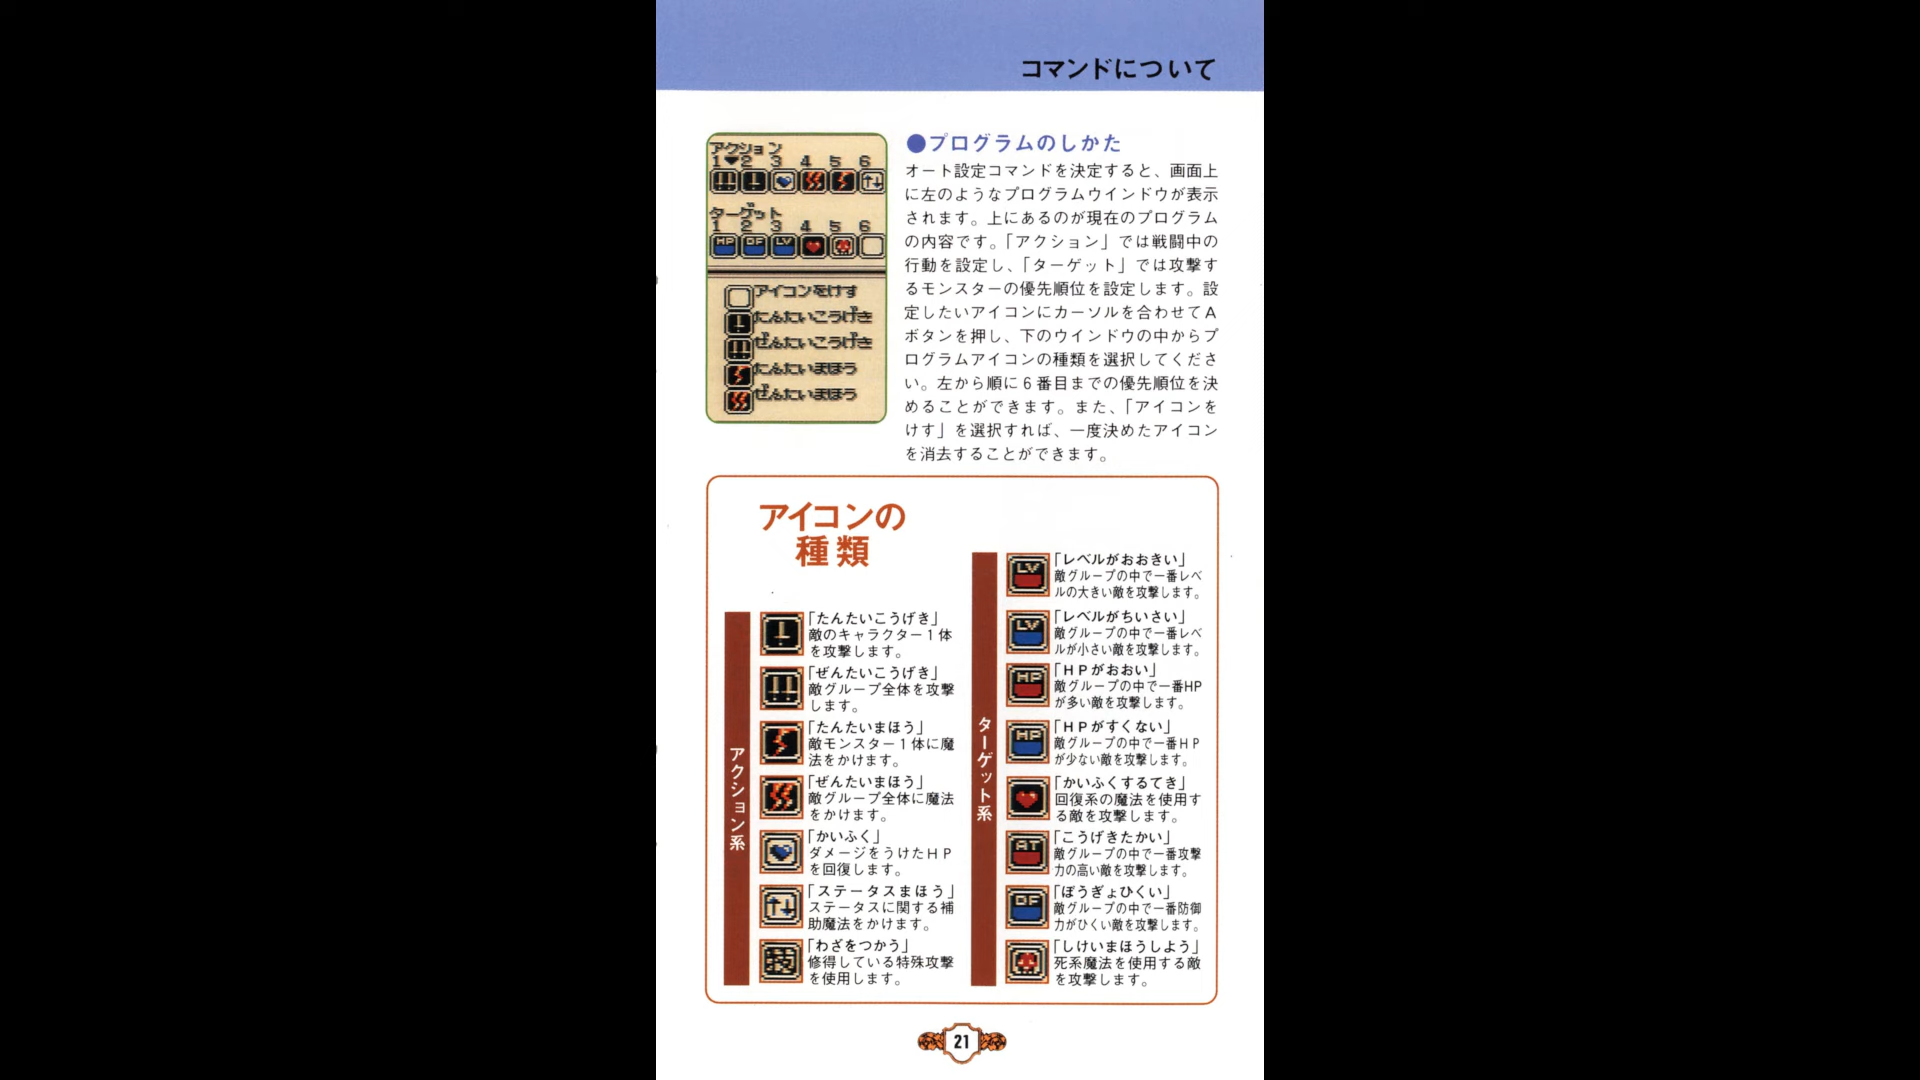 コマンドについて
アクション
1 2 3 4 5 6
ターゲット
1 2 3 4 5 6
HP DF LV
アイコンをけす
たんたいこうげき
ぜんたいこうげき
たんたいまほう
ぜんたいまほう
●プログラムのしかた
オート設定コマンドを決定すると、画面上
に左のようなプログラムウインドウが表示
されます。上にあるのが現在のプログラム
の内容です。「アクション」では戦闘中の
行動を設定し、「ターゲット」では攻撃す
るモンスターの優先順位を設定します。設
定したいアイコンにカーソルを合わせてA
ボタンを押し、下のウインドウの中からプ
ログラムアイコンの種類を選択してくださ
い。左から順に6番目までの優先順位を決
めることができます。また、「アイコンを
けす」を選択すれば、一度決めたアイコン
を消去することができます。
アイコンの
種類
アクション系
「たんたいこうげき」
敵のキャラクター1体
を攻撃します。
「ぜんたいこうげき」
敵グループ全体を攻撃
します。
「たんたいまほう」
敵モンスター1体に魔
法をかけます。
「ぜんたいまほう」
敵グループ全体に魔法
をかけます。
「かいふく」
ダメージをうけたHP
を回復します。
「ステータスまほう」
ステータスに関する補
助魔法をかけます。
技
「わざをつかう」
修得している特殊攻撃
を使用します。
ターゲット系
LV
「レベルがおおきい」
敵グループの中で一番レベ
ルの大きい敵を攻撃します。
LV
「レベルがちいさい」
敵グループの中で一番レベ
ルが小さい敵を攻撃します。
HP
「HPがおおい」
敵グループの中で一番HP
が多い敵を攻撃します。
HP
「HPがすくない」
敵グループの中で一番HP
が少ない敵を攻撃します。
「かいふくするてき」
回復系の魔法を使用す
る敵を攻撃します。
AT
「こうげきたかい」
敵グループの中で一番攻撃
力の高い敵を攻撃します。
DF
「ぼうぎょひくい」
敵グループの中で一番防御
力がひくい敵を攻撃します。
「しけいまほうしよう」
死系魔法を使用する敵
を攻撃します。
21